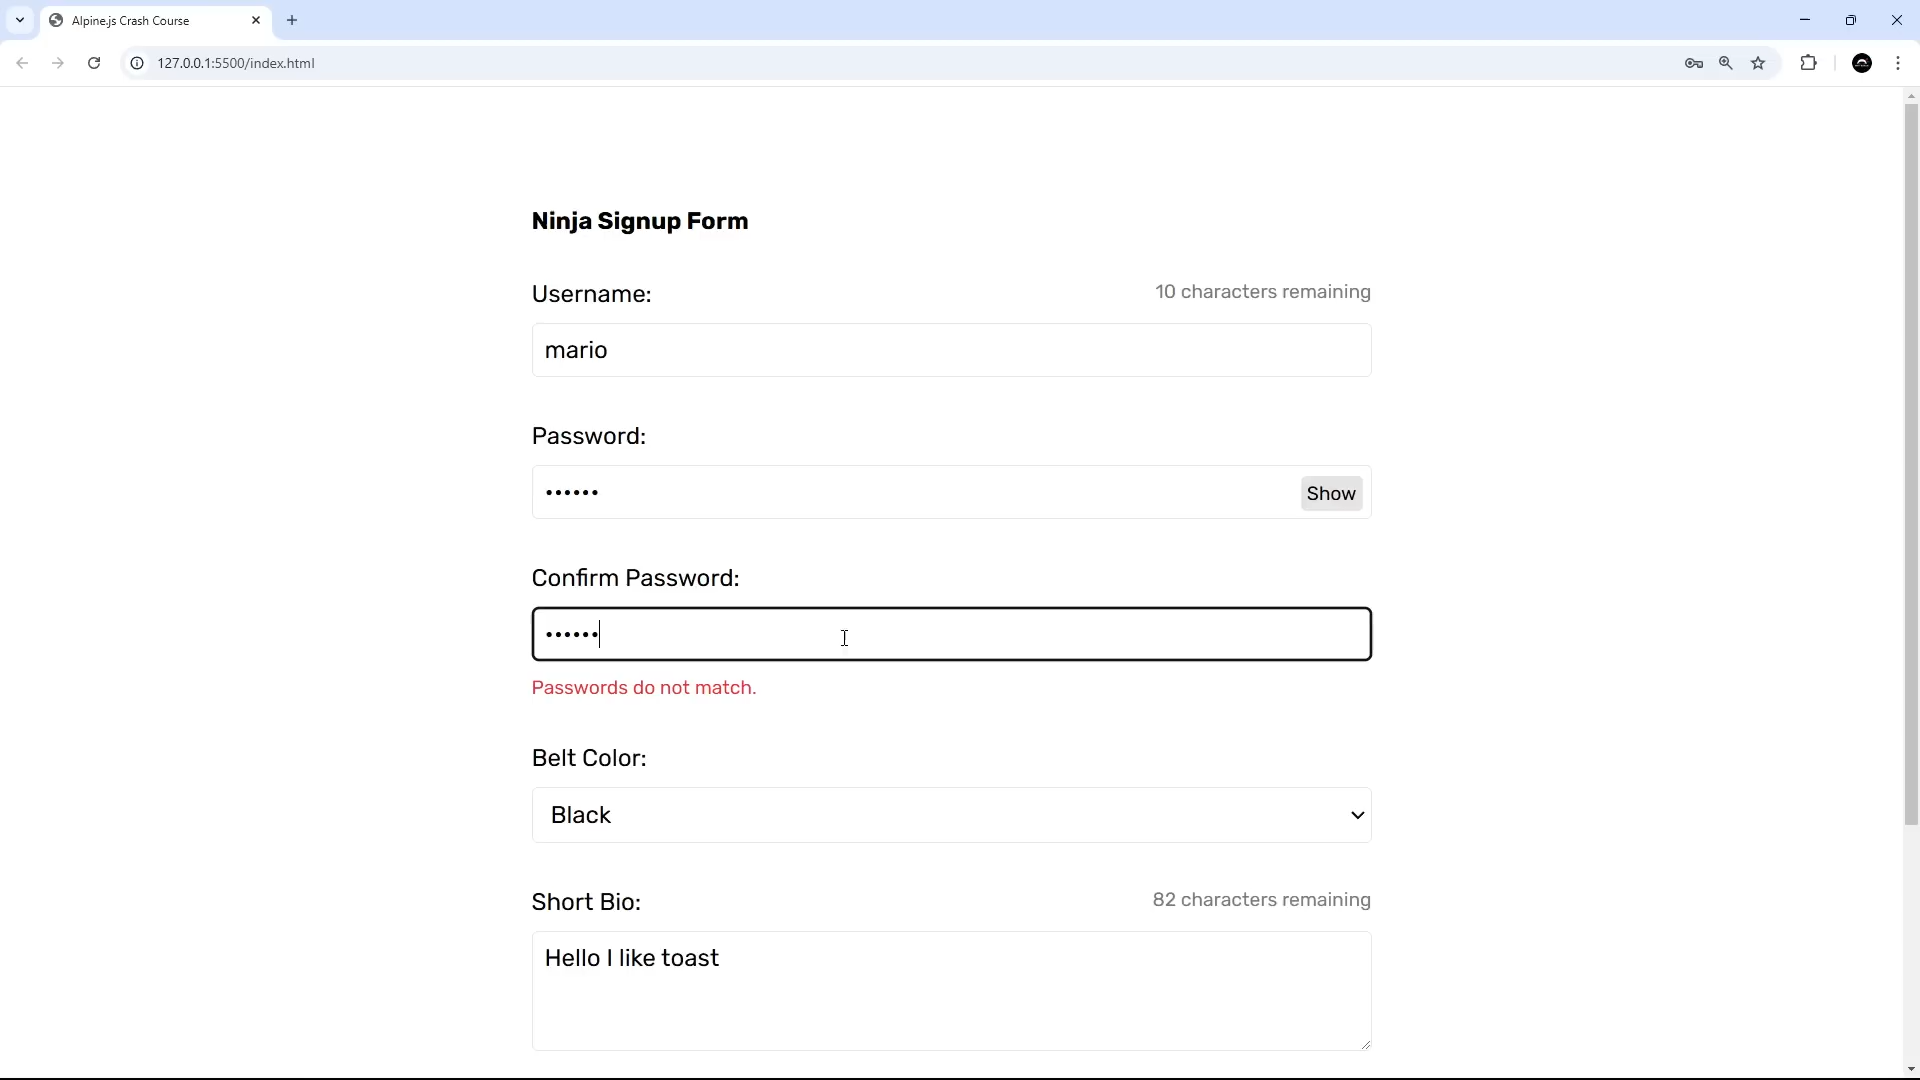 Alpine.js Crash Course
127.0.0.1:5500/index.html
Ninja Signup Form
Username:
10 characters remaining
mario
Password:
••••••
Show
Confirm Password:
••••••
Passwords do not match.
Belt Color:
Black
Short Bio:
82 characters remaining
Hello I like toast